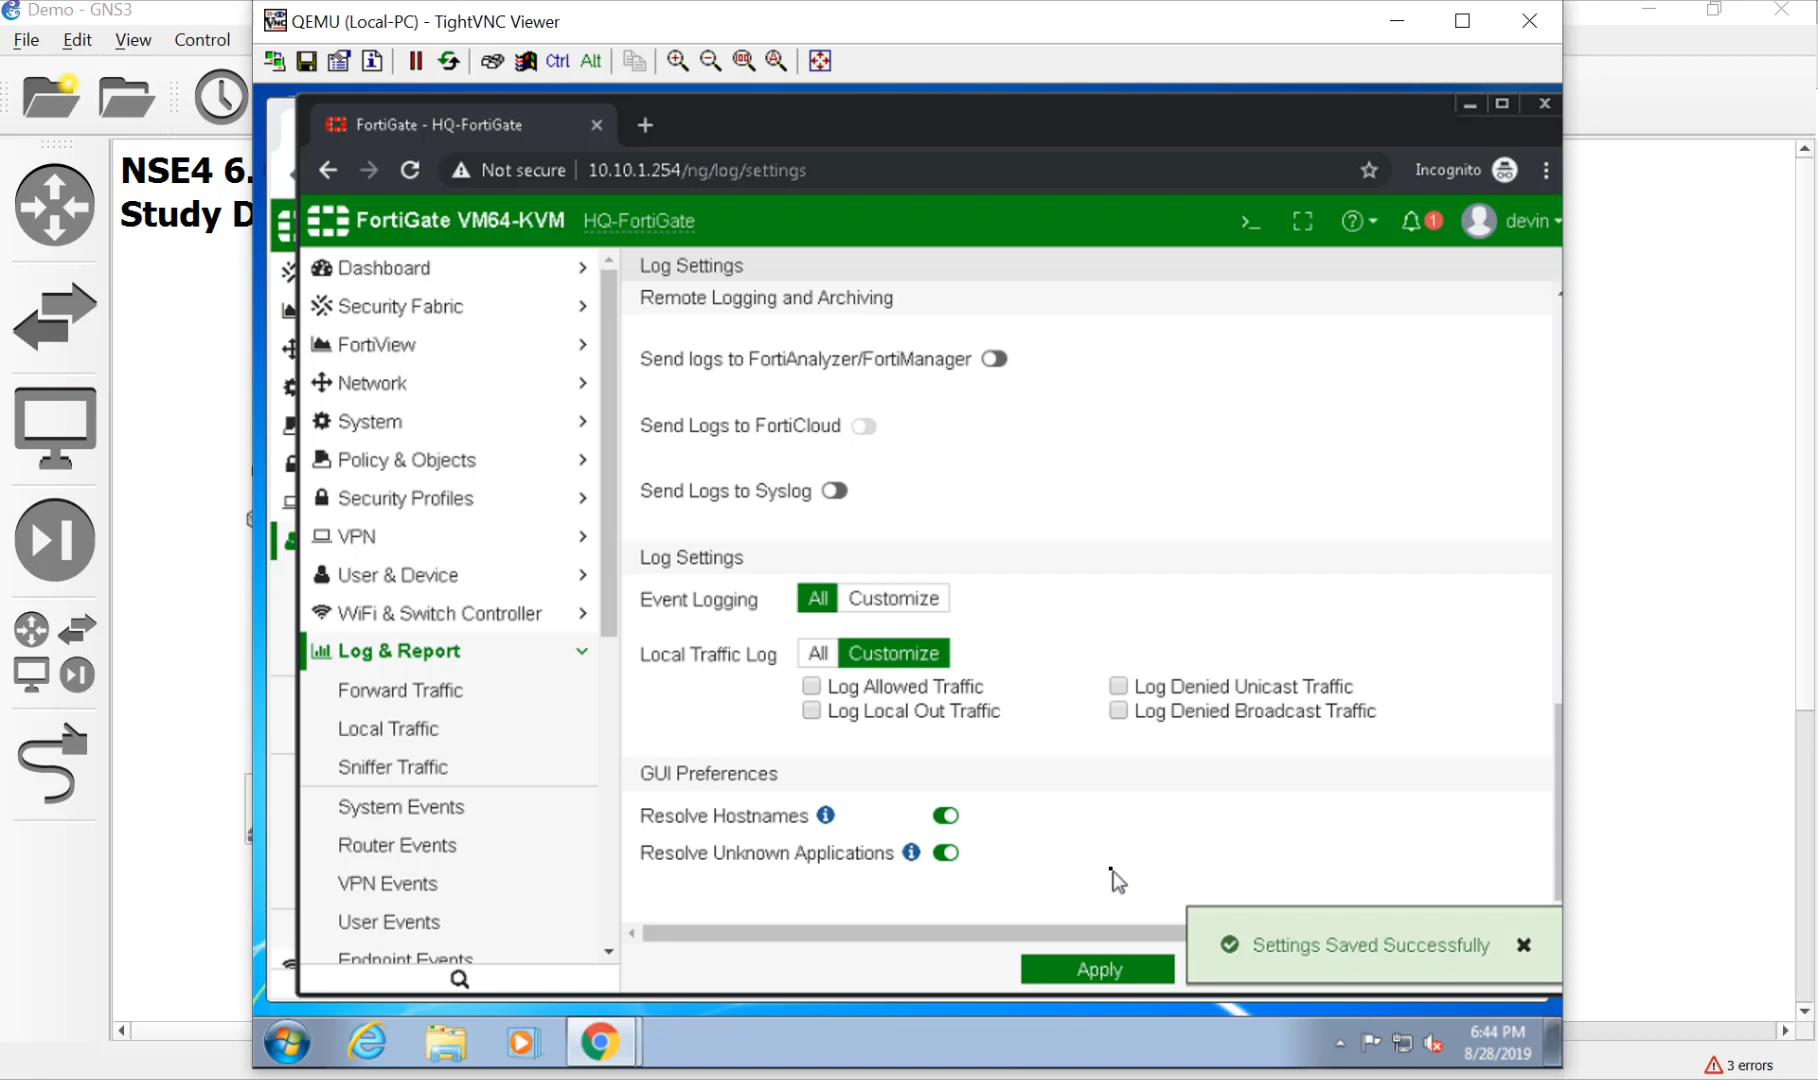 Demo - GNS3
File Edit View Control
QEMU (Local-PC) - TightVNC Viewer
Ctrl Alt
NSE4 6.
Study D
FortiGate - HQ-FortiGate
Not secure | 10.10.1.254/ng/log/settings
Incognito
FortiGate VM64-KVM HQ-FortiGate
1
devin
Dashboard
Security Fabric
FortiView
Network
System
Policy & Objects
Security Profiles
VPN
User & Device
WiFi & Switch Controller
Log & Report
Forward Traffic
Local Traffic
Sniffer Traffic
System Events
Router Events
VPN Events
User Events
Endpoint Events
Log Settings
Remote Logging and Archiving
Send logs to FortiAnalyzer/FortiManager
Send Logs to FortiCloud
Send Logs to Syslog
Log Settings
Event Logging All Customize
Local Traffic Log All Customize
Log Allowed Traffic Log Denied Unicast Traffic
Log Local Out Traffic Log Denied Broadcast Traffic
GUI Preferences
Resolve Hostnames
Resolve Unknown Applications
Settings Saved Successfully
Apply
6:44 PM
8/28/2019
3 errors